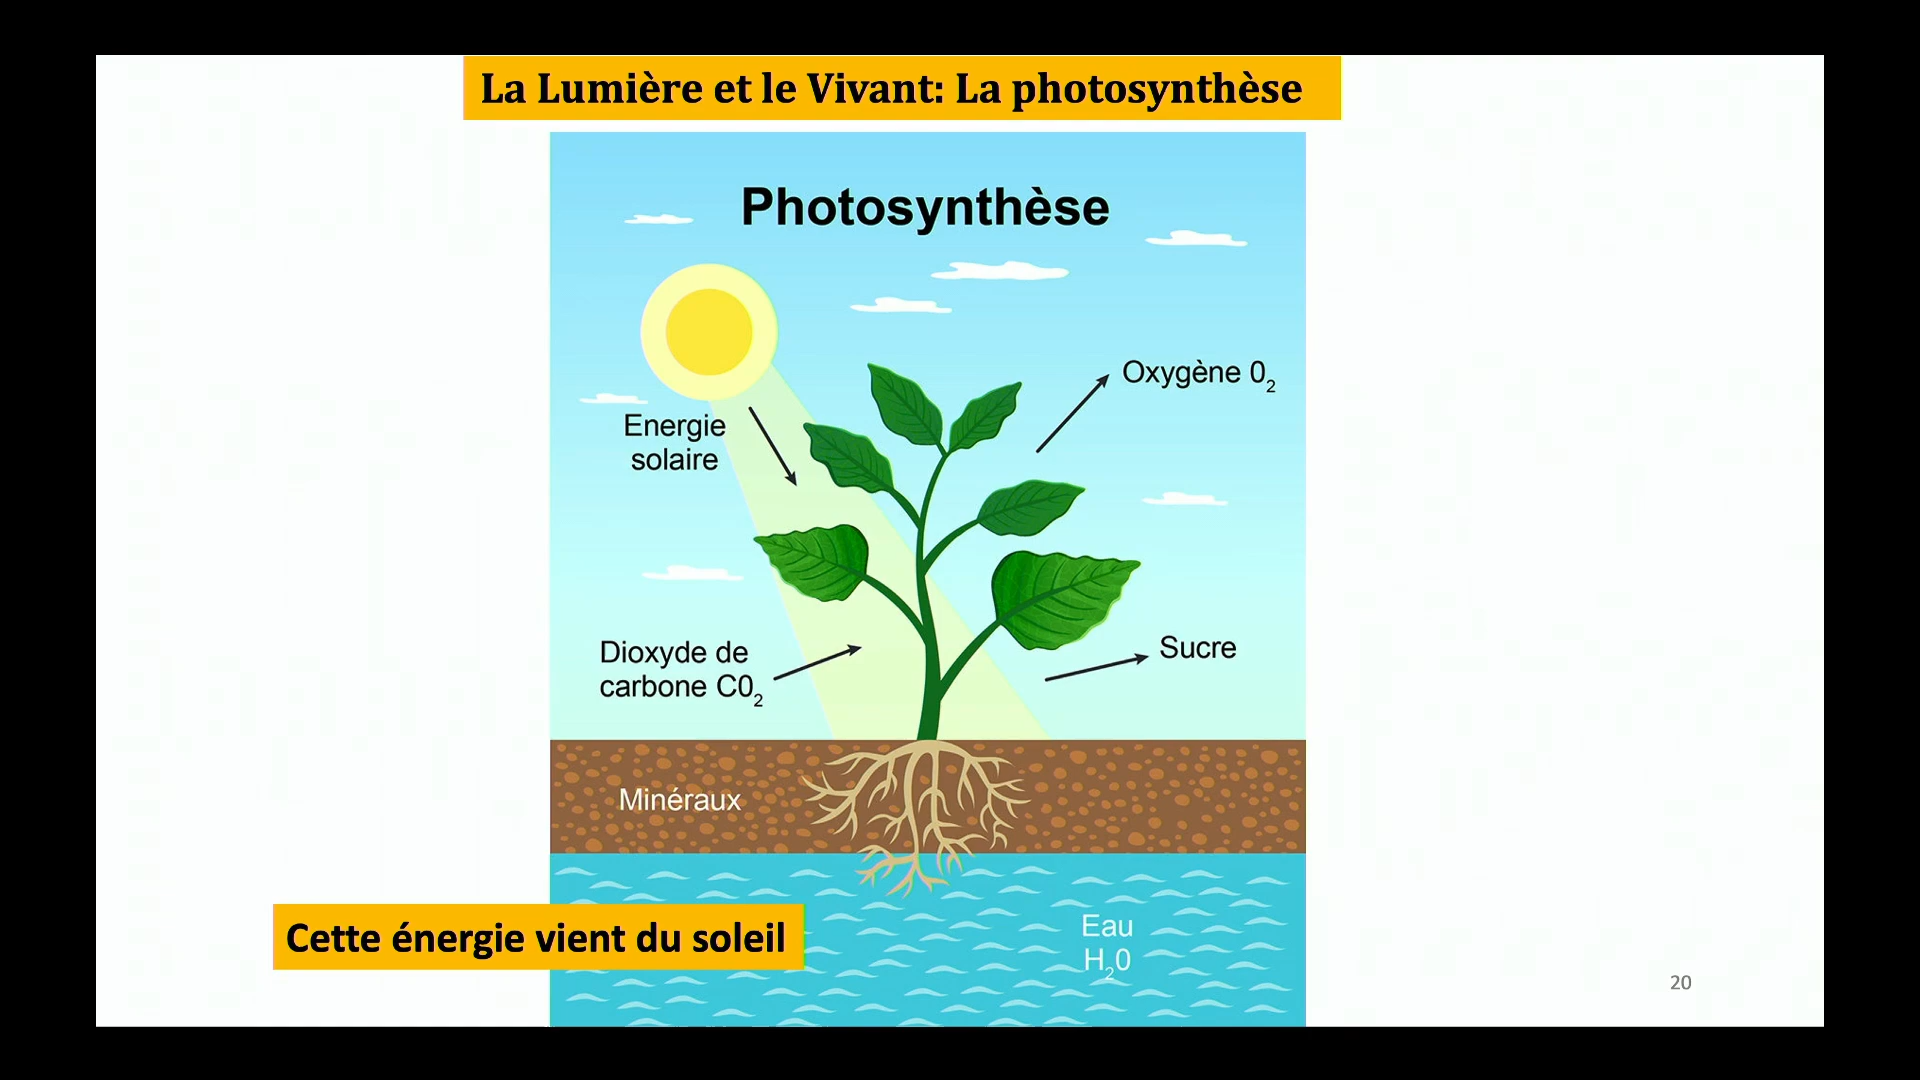 La Lumière et le Vivant: La photosynthèse
Photosynthèse
Oxygène 0₂
Energie
solaire
Dioxyde de
carbone C0₂
Sucre
Minéraux
Eau
H₂0
Cette énergie vient du soleil
20